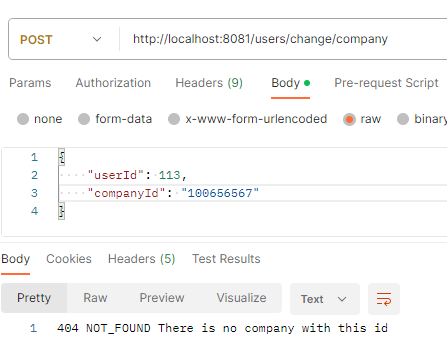 POST http://localhost:8081/users/change/company
Params Authorization Headers (9) Body Pre-request Script
none form-data x-www-form-urlencoded raw binary
1 {
2 "userId": 113,
3 "companyId": "100656567"
4 }
Body Cookies Headers (5) Test Results
Pretty Raw Preview Visualize Text
1 404 NOT_FOUND There is no company with this id